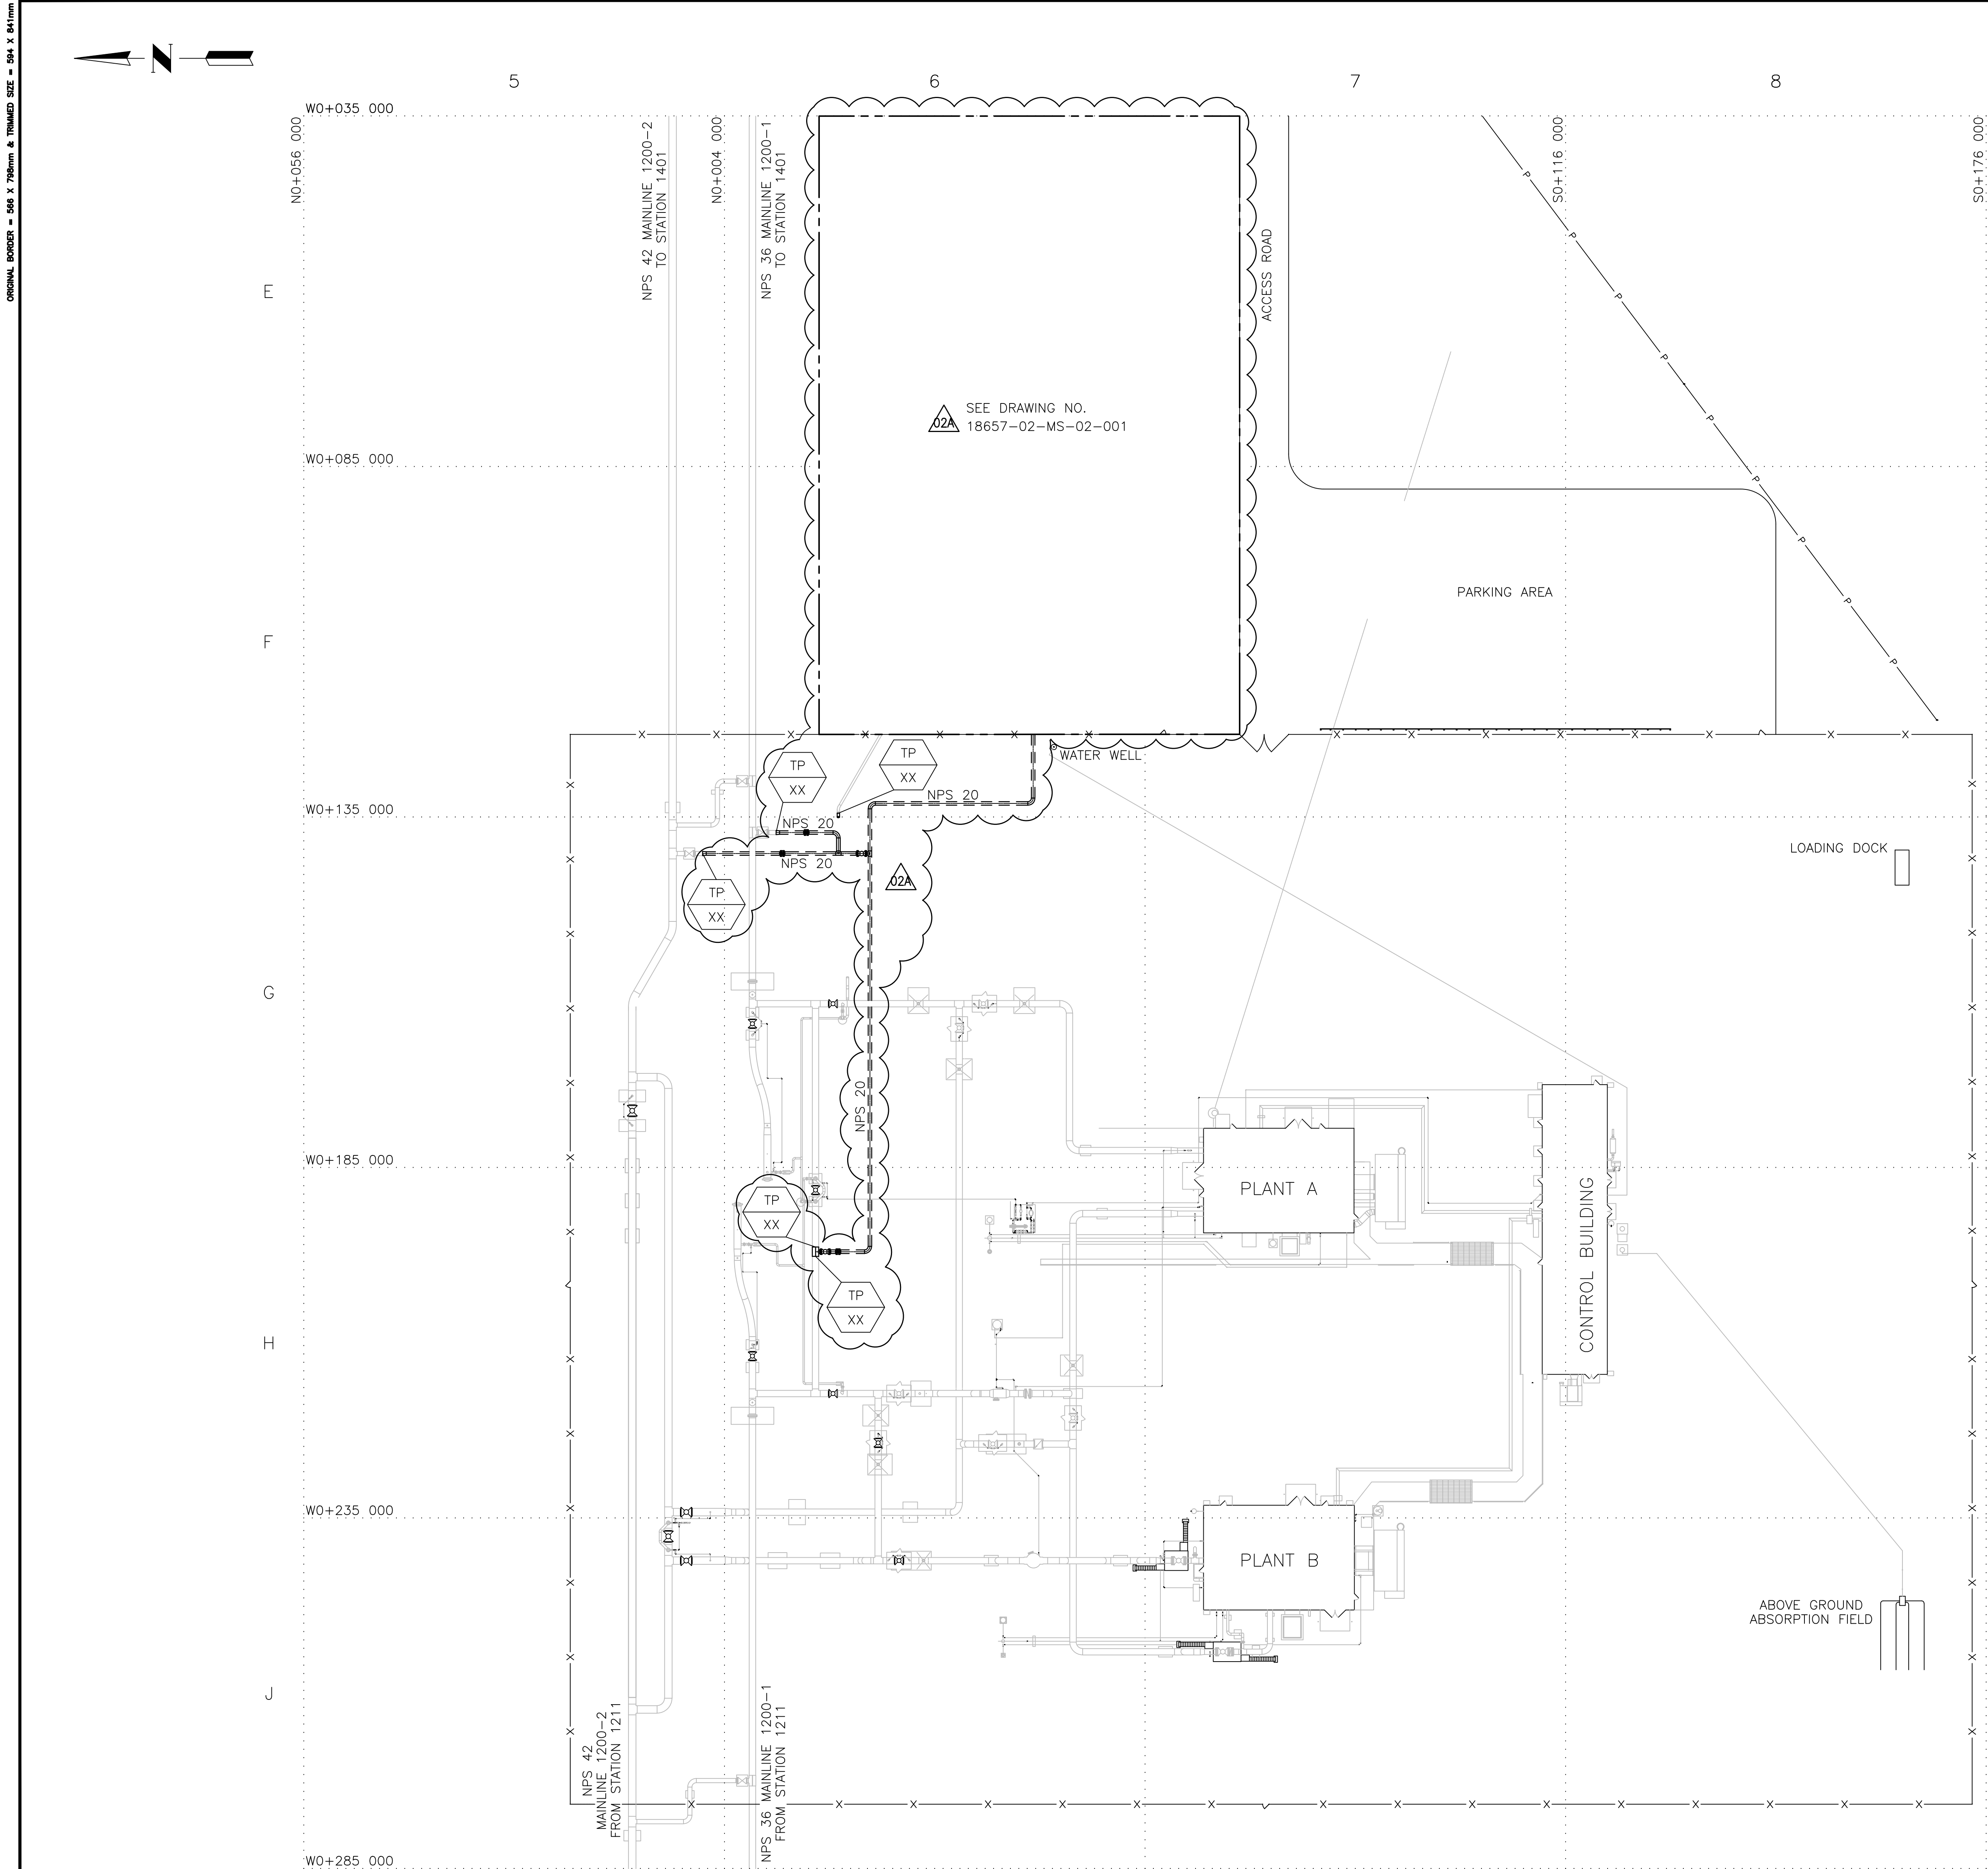 ORIGINAL BORDER = 566 X 798mm & TRIMMED SIZE = 594 X 841mm
N
5
6
7
8
W0+035 000
N0+056 000
NPS 42 MAINLINE 1200-2
TO STATION 1401
N0+004 000
NPS 36 MAINLINE 1200-1
TO STATION 1401
ACCESS ROAD
S0+116 000
S0+176 000
P
P
P
P
P
P
P
P
P
E
02A
SEE DRAWING NO.
18657-02-MS-02-001
W0+085 000
PARKING AREA
F
WATER WELL
TP
XX
TP
XX
NPS 20
W0+135 000
NPS 20
NPS 20
LOADING DOCK
TP
XX
02A
G
NPS 20
W0+185 000
PLANT A
TP
XX
CONTROL BUILDING
TP
XX
H
W0+235 000
PLANT B
ABOVE GROUND
ABSORPTION FIELD
J
NPS 42
MAINLINE 1200-2
FROM STATION 1211
NPS 36 MAINLINE 1200-1
FROM STATION 1211
W0+285 000